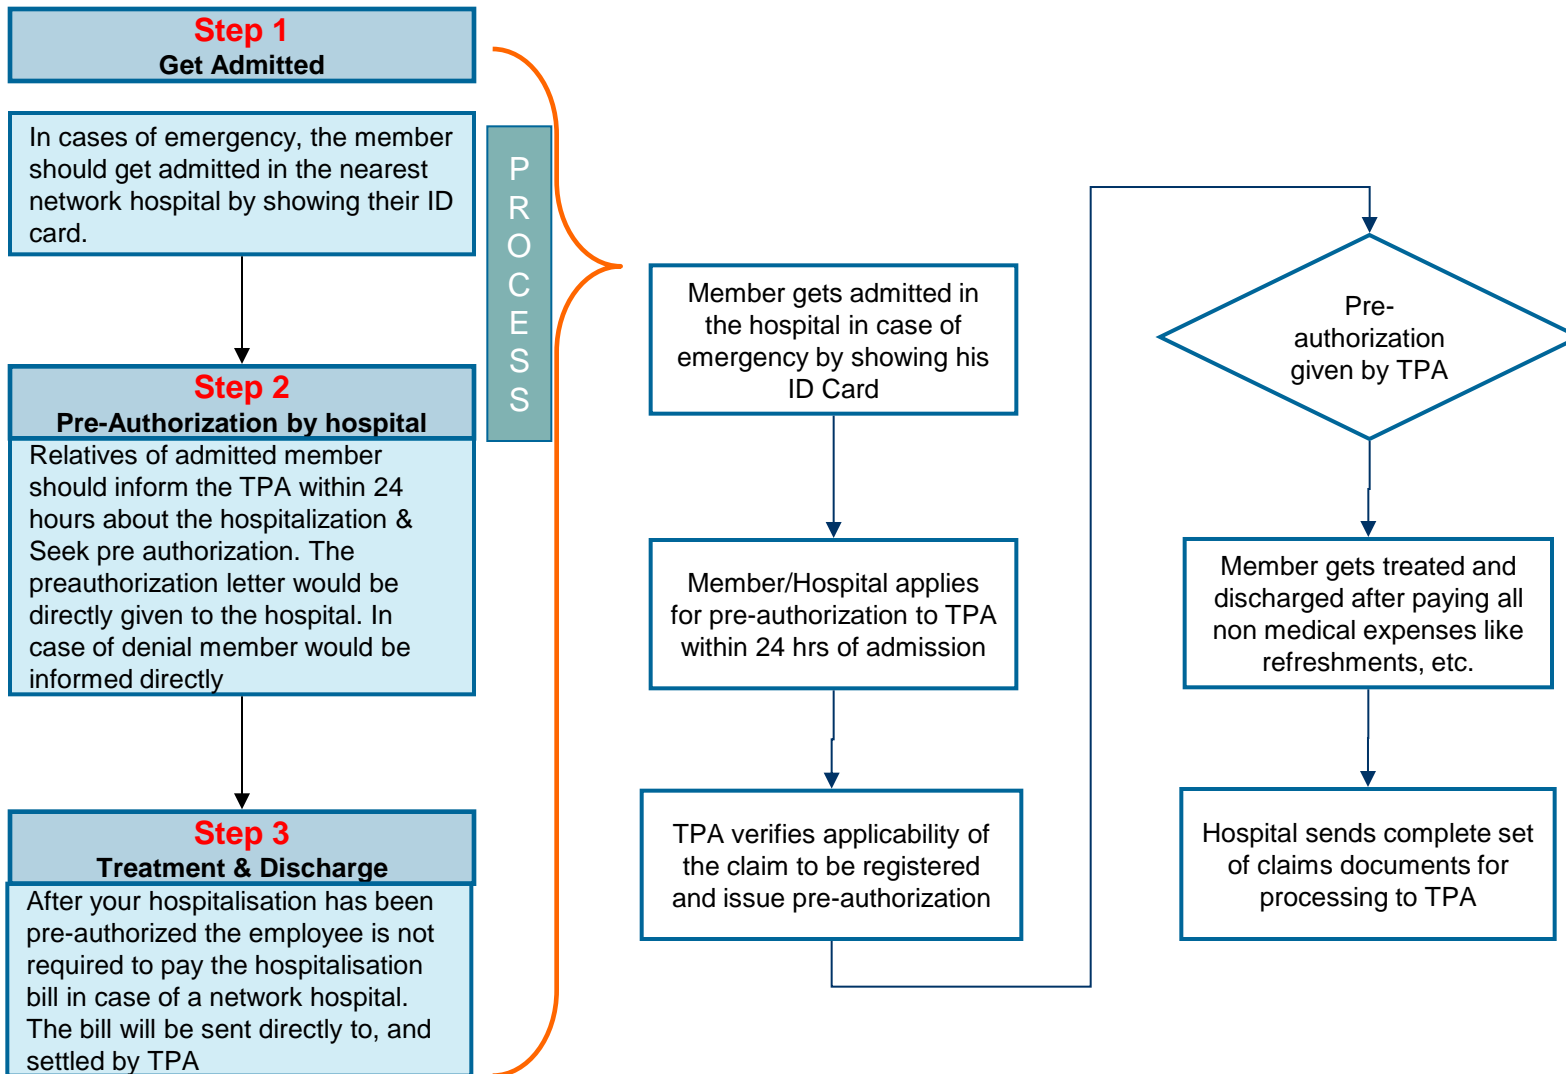 Step 1
Get Admitted
In cases of emergency, the member
should get admitted in the nearest
network hospital by showing their ID
card.
Step 2
Pre-Authorization by hospital
Relatives of admitted member
should inform the TPA within 24
hours about the hospitalization &
Seek pre authorization. The
preauthorization letter would be
directly given to the hospital. In
case of denial member would be
informed directly
Step 3
Treatment & Discharge
After your hospitalisation has been
pre-authorized the employee is not
required to pay the hospitalisation
bill in case of a network hospital.
The bill will be sent directly to, and
settled by TPA
P
R
O
C
E
S
S
Member gets admitted in
the hospital in case of
emergency by showing his
ID Card
Member/Hospital applies
for pre-authorization to TPA
within 24 hrs of admission
TPA verifies applicability of
the claim to be registered
and issue pre-authorization
Pre-
authorization
given by TPA
Member gets treated and
discharged after paying all
non medical expenses like
refreshments, etc.
Hospital sends complete set
of claims documents for
processing to TPA